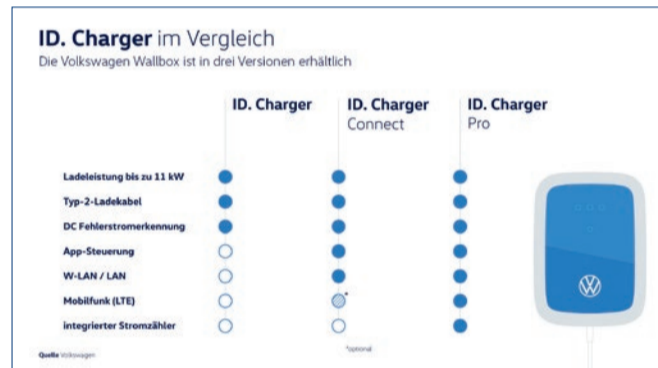 ID. Charger im Vergleich
Die Volkswagen Wallbox ist in drei Versionen erhältlich
ID. Charger
ID. Charger
Connect
ID. Charger
Pro
Ladeleistung bis zu 11 kW
Typ-2-Ladekabel
DC Fehlerstromerkennung
App-Steuerung
W-LAN / LAN
Mobilfunk (LTE)
*
integrierter Stromzähler
Quelle Volkswagen
*optional